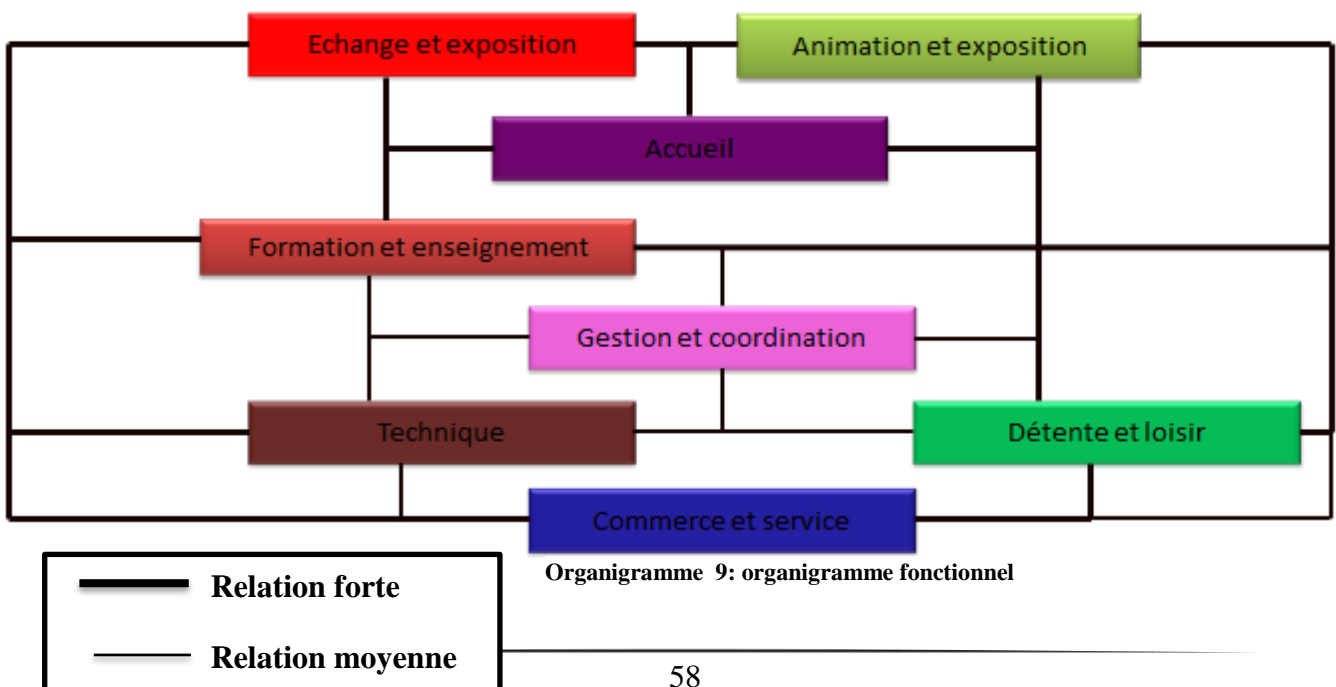 Echange et exposition
Animation et exposition
Accueil
Formation et enseignement
Gestion et coordination
Technique
Détente et loisir
Commerce et service
Organigramme 9: organigramme fonctionnel
Relation forte
Relation moyenne
58